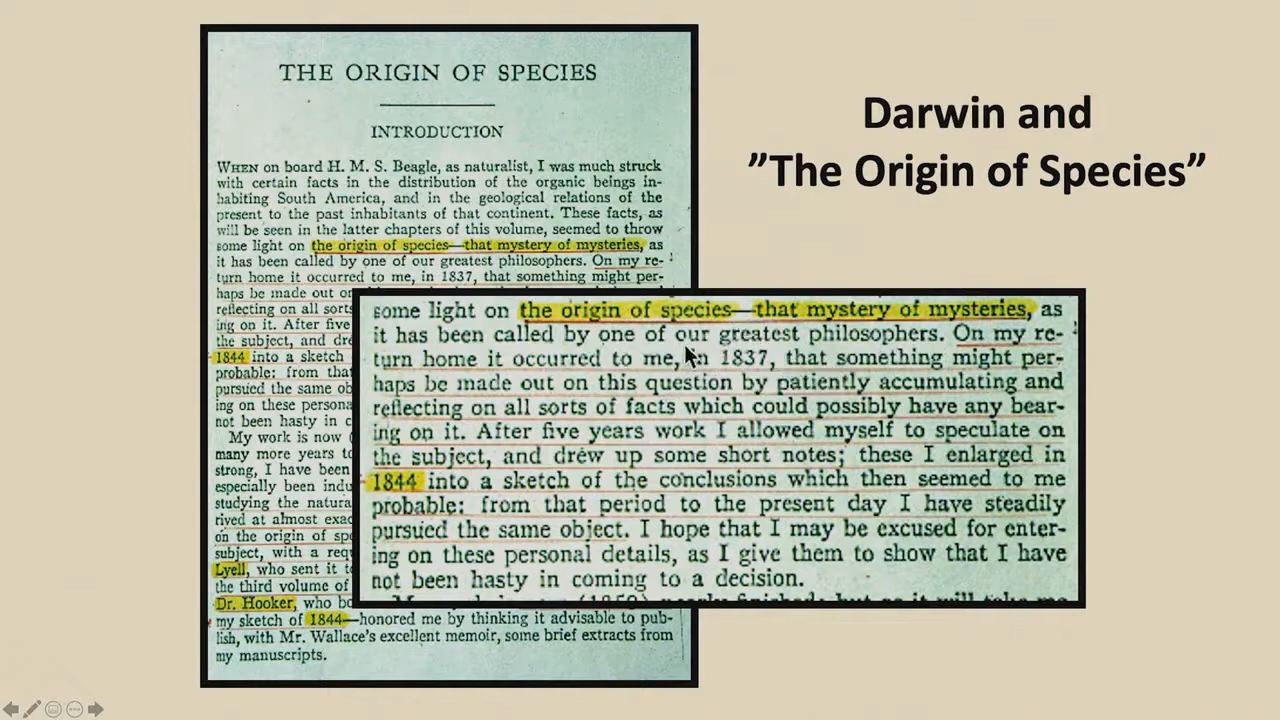 THE ORIGIN OF SPECIES
INTRODUCTION
WHEN on board H. M. S. Beagle, as naturalist, I was much struck
with certain facts in the distribution of the organic beings in-
habiting South America, and in the geological relations of the
present to the past inhabitants of that continent. These facts, as
will be seen in the latter chapters of this volume, seemed to throw
some light on the origin of species—that mystery of mysteries, as
it has been called by one of our greatest philosophers. On my re-
turn home it occurred to me, in 1837, that something might per-
haps be made out on
reflecting on all sorts
ing on it. After five
the subject, and dre
1844 into a sketch
probable: from that
pursued the same ob
ing on these persona
not been hasty in c
My work is now
many more years to
strong, I have been
especially been indu
studying the natura
rived at almost exac
on the origin of spe
subject, with a requ
Lyell, who sent it to
the third volume of
Dr. Hooker, who bo
my sketch of 1844—honored me by thinking it advisable to pub-
lish, with Mr. Wallace's excellent memoir, some brief extracts from
my manuscripts.
Darwin and
”The Origin of Species”
some light on the origin of species—that mystery of mysteries, as
it has been called by one of our greatest philosophers. On my re-
turn home it occurred to me, in 1837, that something might per-
haps be made out on this question by patiently accumulating and
reflecting on all sorts of facts which could possibly have any bear-
ing on it. After five years work I allowed myself to speculate on
the subject, and drew up some short notes; these I enlarged in
1844 into a sketch of the conclusions which then seemed to me
probable: from that period to the present day I have steadily
pursued the same object. I hope that I may be excused for enter-
ing on these personal details, as I give them to show that I have
not been hasty in coming to a decision.